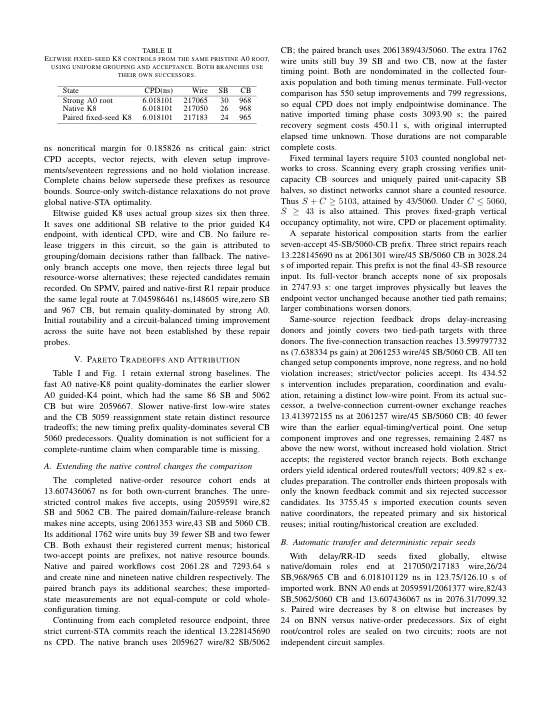 TABLE II
ELTWISE FIXED-SEED K8 CONTROLS FROM THE SAME PRISTINE A0 ROOT,
USING UNIFORM GROUPING AND ACCEPTANCE. BOTH BRANCHES USE
THEIR OWN SUCCESSORS.
State CPD(ns) Wire SB CB
Strong A0 root 6.018101 217065 30 968
Native K8 6.018101 217050 26 968
Paired fixed-seed K8 6.018101 217183 24 965
ns noncritical margin for 0.185826 ns critical gain: strict
CPD accepts, vector rejects, with eleven setup improve-
ments/seventeen regressions and no hold violation increase.
Complete chains below supersede these prefixes as resource
bounds. Source-only switch-distance relaxations do not prove
global native-STA optimality.
Eltwise guided K8 uses actual group sizes six then three.
It saves one additional SB relative to the prior guided K4
endpoint, with identical CPD, wire and CB. No failure re-
lease triggers in this circuit, so the gain is attributed to
grouping/domain decisions rather than fallback. The native-
only branch accepts one move, then rejects three legal but
resource-worse alternatives; these rejected candidates remain
recorded. On SPMV, paired and native-first R1 repair produce
the same legal route at 7.045986461 ns,148605 wire,zero SB
and 967 CB, but remain quality-dominated by strong A0.
Initial routability and a circuit-balanced timing improvement
across the suite have not been established by these repair
probes.
V. PARETO TRADEOFFS AND ATTRIBUTION
Table I and Fig. 1 retain external strong baselines. The
fast A0 native-K8 point quality-dominates the earlier slower
A0 guided-K4 point, which had the same 86 SB and 5062
CB but wire 2059667. Slower native-first low-wire states
and the CB 5059 reassignment state retain distinct resource
tradeoffs; the new timing prefix quality-dominates several CB
5060 predecessors. Quality domination is not sufficient for a
complete-runtime claim when comparable time is missing.
A. Extending the native control changes the comparison
The completed native-order resource cohort ends at
13.607436067 ns for both own-current branches. The unre-
stricted control makes five accepts, using 2059591 wire,82
SB and 5062 CB. The paired domain/failure-release branch
makes nine accepts, using 2061353 wire,43 SB and 5060 CB.
Its additional 1762 wire units buy 39 fewer SB and two fewer
CB. Both exhaust their registered current menus; historical
two-accept points are prefixes, not native resource bounds.
Native and paired workflows cost 2061.28 and 7293.64 s
and create nine and nineteen native children respectively. The
paired branch pays its additional searches; these imported-
state measurements are not equal-compute or cold whole-
configuration timing.
Continuing from each completed resource endpoint, three
strict current-STA commits reach the identical 13.228145690
ns CPD. The native branch uses 2059627 wire/82 SB/5062
CB; the paired branch uses 2061389/43/5060. The extra 1762
wire units still buy 39 SB and two CB, now at the faster
timing point. Both are nondominated in the collected four-
axis population and both timing menus terminate. Full-vector
comparison has 550 setup improvements and 799 regressions,
so equal CPD does not imply endpointwise dominance. The
native imported timing phase costs 3093.90 s; the paired
recovery segment costs 450.11 s, with original interrupted
elapsed time unknown. Those durations are not comparable
complete costs.
Fixed terminal layers require 5103 counted nonglobal net-
works to cross. Scanning every graph crossing verifies unit-
capacity CB sources and uniquely paired unit-capacity SB
halves, so distinct networks cannot share a counted resource.
Thus S + C ≥ 5103, attained by 43/5060. Under C ≤ 5060,
S ≥ 43 is also attained. This proves fixed-graph vertical
occupancy optimality, not wire, CPD or placement optimality.
A separate historical composition starts from the earlier
seven-accept 45-SB/5060-CB prefix. Three strict repairs reach
13.228145690 ns at 2061301 wire/45 SB/5060 CB in 3028.24
s of imported repair. This prefix is not the final 43-SB resource
input. Its full-vector branch accepts none of six proposals
in 2747.93 s: one target improves physically but leaves the
endpoint vector unchanged because another tied path remains;
larger combinations worsen donors.
Same-source rejection feedback drops delay-increasing
donors and jointly covers two tied-path targets with three
donors. The five-connection transaction reaches 13.599797732
ns (7.638334 ps gain) at 2061253 wire/45 SB/5060 CB. All ten
changed setup components improve, none regress, and no hold
violation increases; strict/vector policies accept. Its 434.52
s intervention includes preparation, coordination and evalu-
ation, retaining a distinct low-wire point. From its actual suc-
cessor, a twelve-connection current-owner exchange reaches
13.413972155 ns at 2061257 wire/45 SB/5060 CB: 40 fewer
wire than the earlier equal-timing/vertical point. One setup
component improves and one regresses, remaining 2.487 ns
above the new worst, without increased hold violation. Strict
accepts; the registered vector branch rejects. Both exchange
orders yield identical ordered routes/full vectors; 409.82 s ex-
cludes preparation. The controller ends thirteen proposals with
only the known feedback commit and six rejected successor
candidates. Its 3755.45 s imported execution counts seven
native coordinators, the repeated primary and six historical
reuses; initial routing/historical creation are excluded.
B. Automatic transfer and deterministic repair seeds
With delay/RR-ID seeds fixed globally, eltwise
native/domain roles end at 217050/217183 wire,26/24
SB,968/965 CB and 6.018101129 ns in 123.75/126.10 s of
imported work. BNN A0 ends at 2059591/2061377 wire,82/43
SB,5062/5060 CB and 13.607436067 ns in 2076.31/7099.32
s. Paired wire decreases by 8 on eltwise but increases by
24 on BNN versus native-order predecessors. Six of eight
root/control roles are sealed on two circuits; roots are not
independent circuit samples.